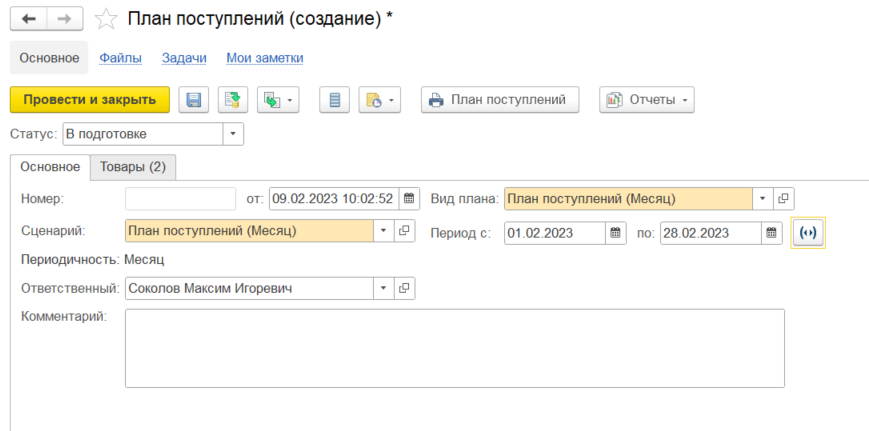 План поступлений (создание) *
Основное Файлы Задачи Мои заметки
Провести и закрыть План поступлений Отчеты
Статус: В подготовке
Основное Товары (2)
Номер: от: 09.02.2023 10:02:52 Вид плана: План поступлений (Месяц)
Сценарий: План поступлений (Месяц) Период с: 01.02.2023 по: 28.02.2023
Периодичность: Месяц
Ответственный: Соколов Максим Игоревич
Комментарий: